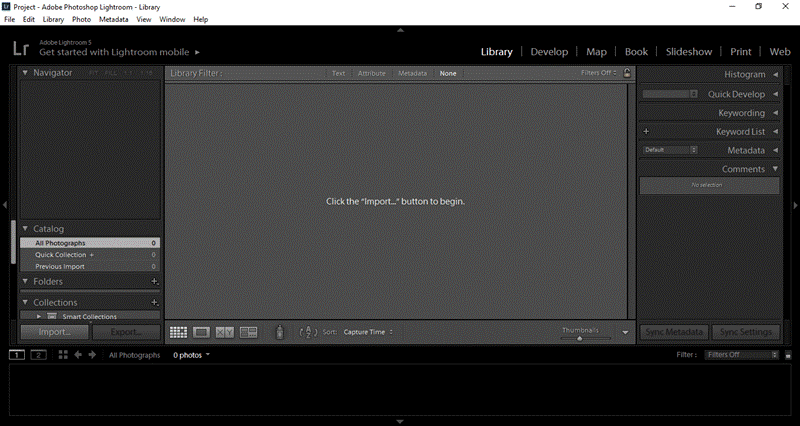 Lr Project - Adobe Photoshop Lightroom - Library
File Edit Library Photo Metadata View Window Help
Lr Adobe Lightroom 5
Get started with Lightroom mobile
Library | Develop | Map | Book | Slideshow | Print | Web
Navigator FIT FILL
Library Filter : Text Attribute Metadata None Filters Off
Histogram
Quick Develop
Keywording
+ Keyword List
Default Metadata
Comments
No selection
Click the "Import..." button to begin.
Catalog
All Photographs 0
Quick Collection + 0
Previous Import 0
Folders +
Collections +
Smart Collections
Import... Export...
X Y A Z Sort: Capture Time Thumbnails
Sync Metadata Sync Settings
1 2 All Photographs 0 photos Filter : Filters Off